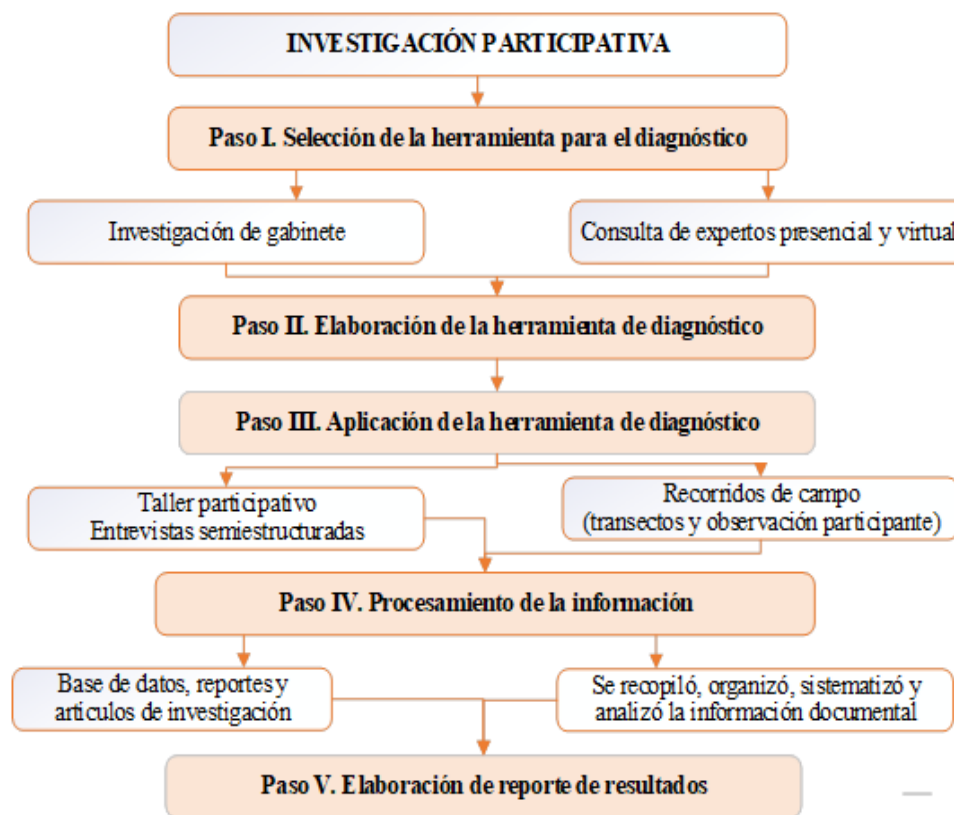 INVESTIGACIÓN PARTICIPATIVA
Paso I. Selección de la herramienta para el diagnóstico
Investigación de gabinete
Consulta de expertos presencial y virtual
Paso II. Elaboración de la herramienta de diagnóstico
Paso III. Aplicación de la herramienta de diagnóstico
Taller participativo
Entrevistas semiestructuradas
Recorridos de campo
(transectos y observación participante)
Paso IV. Procesamiento de la información
Base de datos, reportes y
artículos de investigación
Se recopiló, organizó, sistematizó y
analizó la información documental
Paso V. Elaboración de reporte de resultados